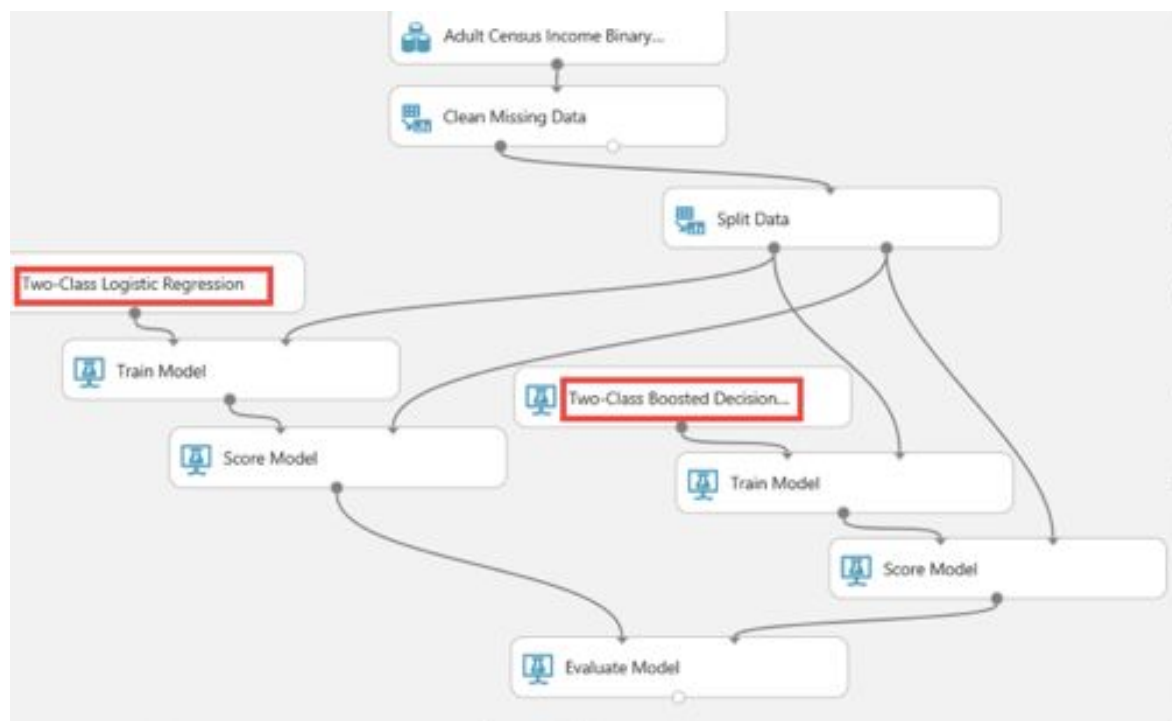 Adult Census Income Binary...
Clean Missing Data
Split Data
Two-Class Logistic Regression
Train Model
Two-Class Boosted Decision...
Score Model
Train Model
Score Model
Evaluate Model